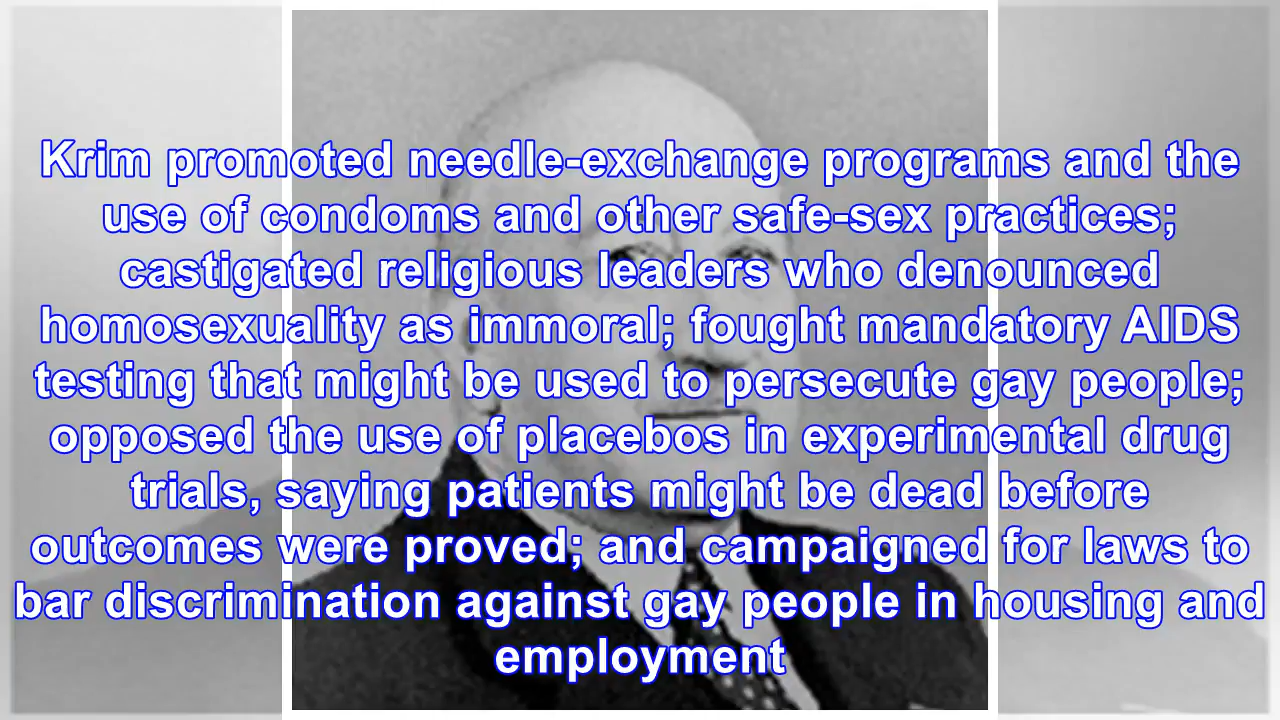 Krim promoted needle-exchange programs and the
use of condoms and other safe-sex practices;
castigated religious leaders who denounced
homosexuality as immoral; fought mandatory AIDS
testing that might be used to persecute gay people;
opposed the use of placebos in experimental drug
trials, saying patients might be dead before
outcomes were proved; and campaigned for laws to
bar discrimination against gay people in housing and
employment